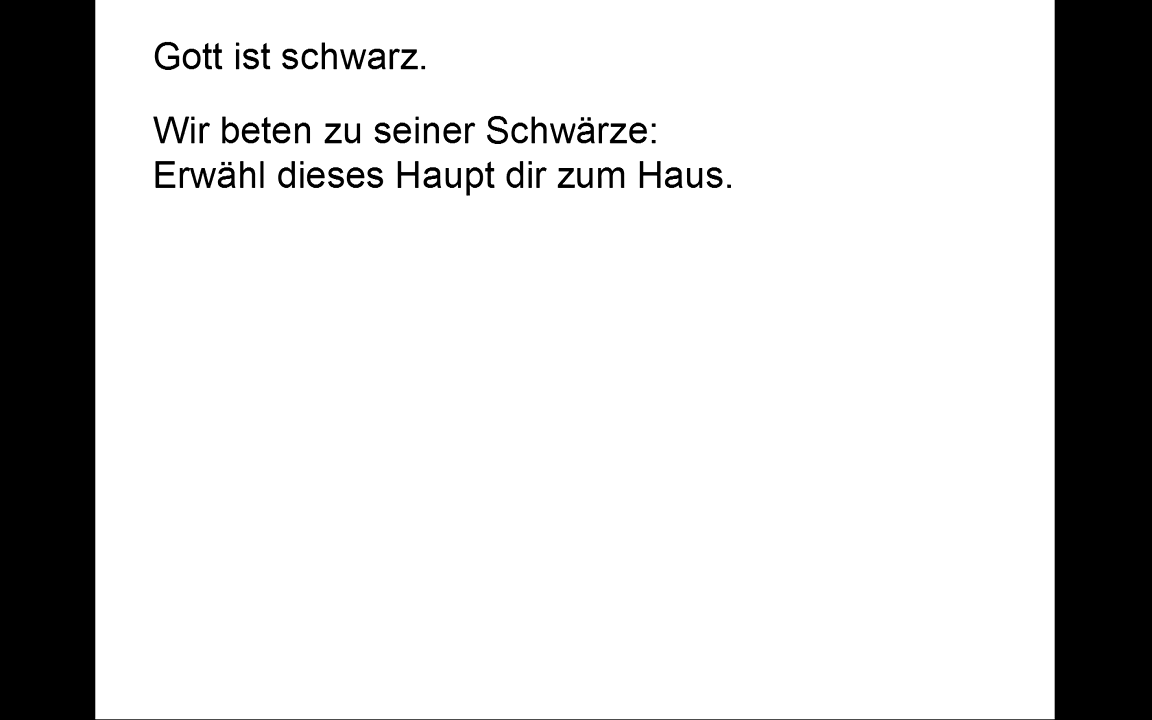 Gott ist schwarz.
Wir beten zu seiner Schwärze:
Erwähl dieses Haupt dir zum Haus.